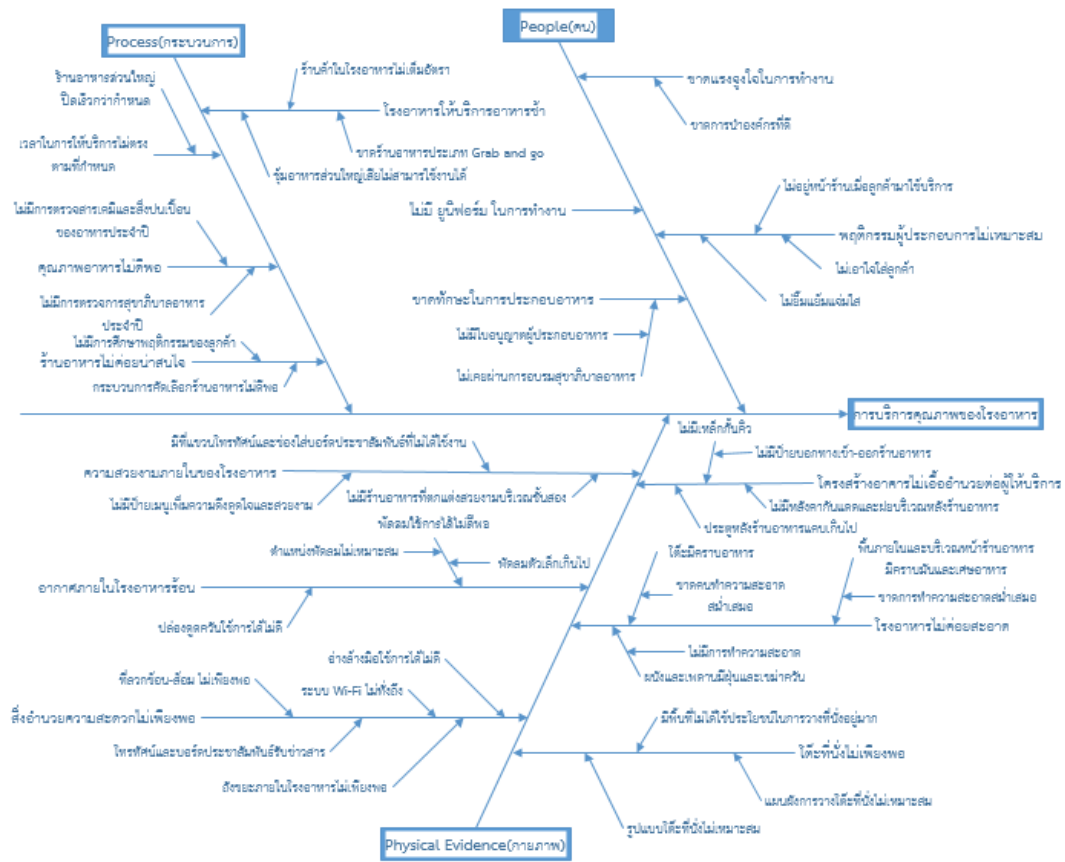 People(คน)
Process(กระบวนการ)
ร้านอาหารส่วนใหญ่
ปิดเร็วกว่ากำหนด
ร้านค้าในโรงอาหารไม่เต็มอัตรา
โรงอาหารให้บริการอาหารช้า
ขาดร้านอาหารประเภท Grab and go
ซุ้มอาหารส่วนใหญ่เสียไม่สามารใช้งานได้
เวลาในการให้บริการไม่ตรง
ตามที่กำหนด
ไม่มีการตรวจสารเคมีและสิ่งปนเปื้อน
ของอาหารประจำปี
คุณภาพอาหารไม่ดีพอ
ไม่มีการตรวจการสุขาภิบาลอาหาร
ประจำปี
ไม่มีการศึกษาพฤติกรรมของลูกค้า
ร้านอาหารไม่ค่อยน่าสนใจ
กระบวนการคัดเลือกร้านอาหารไม่ดีพอ
ขาดแรงจูงใจในการทำงาน
ขาดการนำองค์กรที่ดี
ไม่มี ยูนิฟอร์ม ในการทำงาน
ไม่อยู่หน้าร้านเมื่อลูกค้ามาใช้บริการ
พฤติกรรมผู้ประกอบการไม่เหมาะสม
ไม่เอาใจใส่ลูกค้า
ไม่ยิ้มแย้มแจ่มใส
ขาดทักษะในการประกอบอาหาร
ไม่มีใบอนุญาตผู้ประกอบอาหาร
ไม่เคยผ่านการอบรมสุขาภิบาลอาหาร
การบริการคุณภาพของโรงอาหาร
มีที่แขวนโทรทัศน์และช่องใส่บอร์ดประชาสัมพันธ์ที่ไม่ได้ใช้งาน
ความสวยงามภายในของโรงอาหาร
ไม่มีป้ายเมนูเพิ่มความดึงดูดใจและสวยงาม
ไม่มีร้านอาหารที่ตกแต่งสวยงามบริเวณชั้นสอง
ไม่มีเหล็กกั้นคิว
ไม่มีป้ายบอกทางเข้า-ออกร้านอาหาร
โครงสร้างอาคารไม่เอื้ออำนวยต่อผู้ให้บริการ
ไม่มีหลังคากันแดดและฝนบริเวณหลังร้านอาหาร
ประตูหลังร้านอาหารแคบเกินไป
พัดลมใช้การได้ไม่ดีพอ
ตำแหน่งพัดลมไม่เหมาะสม
พัดลมตัวเล็กเกินไป
อากาศภายในโรงอาหารร้อน
ปล่องดูดควันใช้การได้ไม่ดี
โต๊ะมีคราบอาหาร
ขาดคนทำความสะอาด
สม่ำเสมอ
พื้นภายในและบริเวณหน้าร้านอาหาร
มีคราบมันและเศษอาหาร
ขาดการทำความสะอาดสม่ำเสมอ
โรงอาหารไม่ค่อยสะอาด
ไม่มีการทำความสะอาด
ผนังและเพดานมีฝุ่นและเขม่าควัน
อ่างล้างมือใช้การได้ไม่ดี
ที่ลวกช้อน-ส้อม ไม่เพียงพอ
ระบบ Wi-Fi ไม่ทั่งถึง
สิ่งอำนวยความสะดวกไม่เพียงพอ
โทรทัศน์และบอร์ดประชาสัมพันธ์รับข่าวสาร
ถังขยะภายในโรงอาหารไม่เพียงพอ
มีพื้นที่ไม่ได้ใช้ประโยชน์ในการวางที่นั่งอยู่มาก
โต๊ะที่นั่งไม่เพียงพอ
แผนผังการวางโต๊ะที่นั่งไม่เหมาะสม
รูปแบบโต๊ะที่นั่งไม่เหมาะสม
Physical Evidence(กายภาพ)